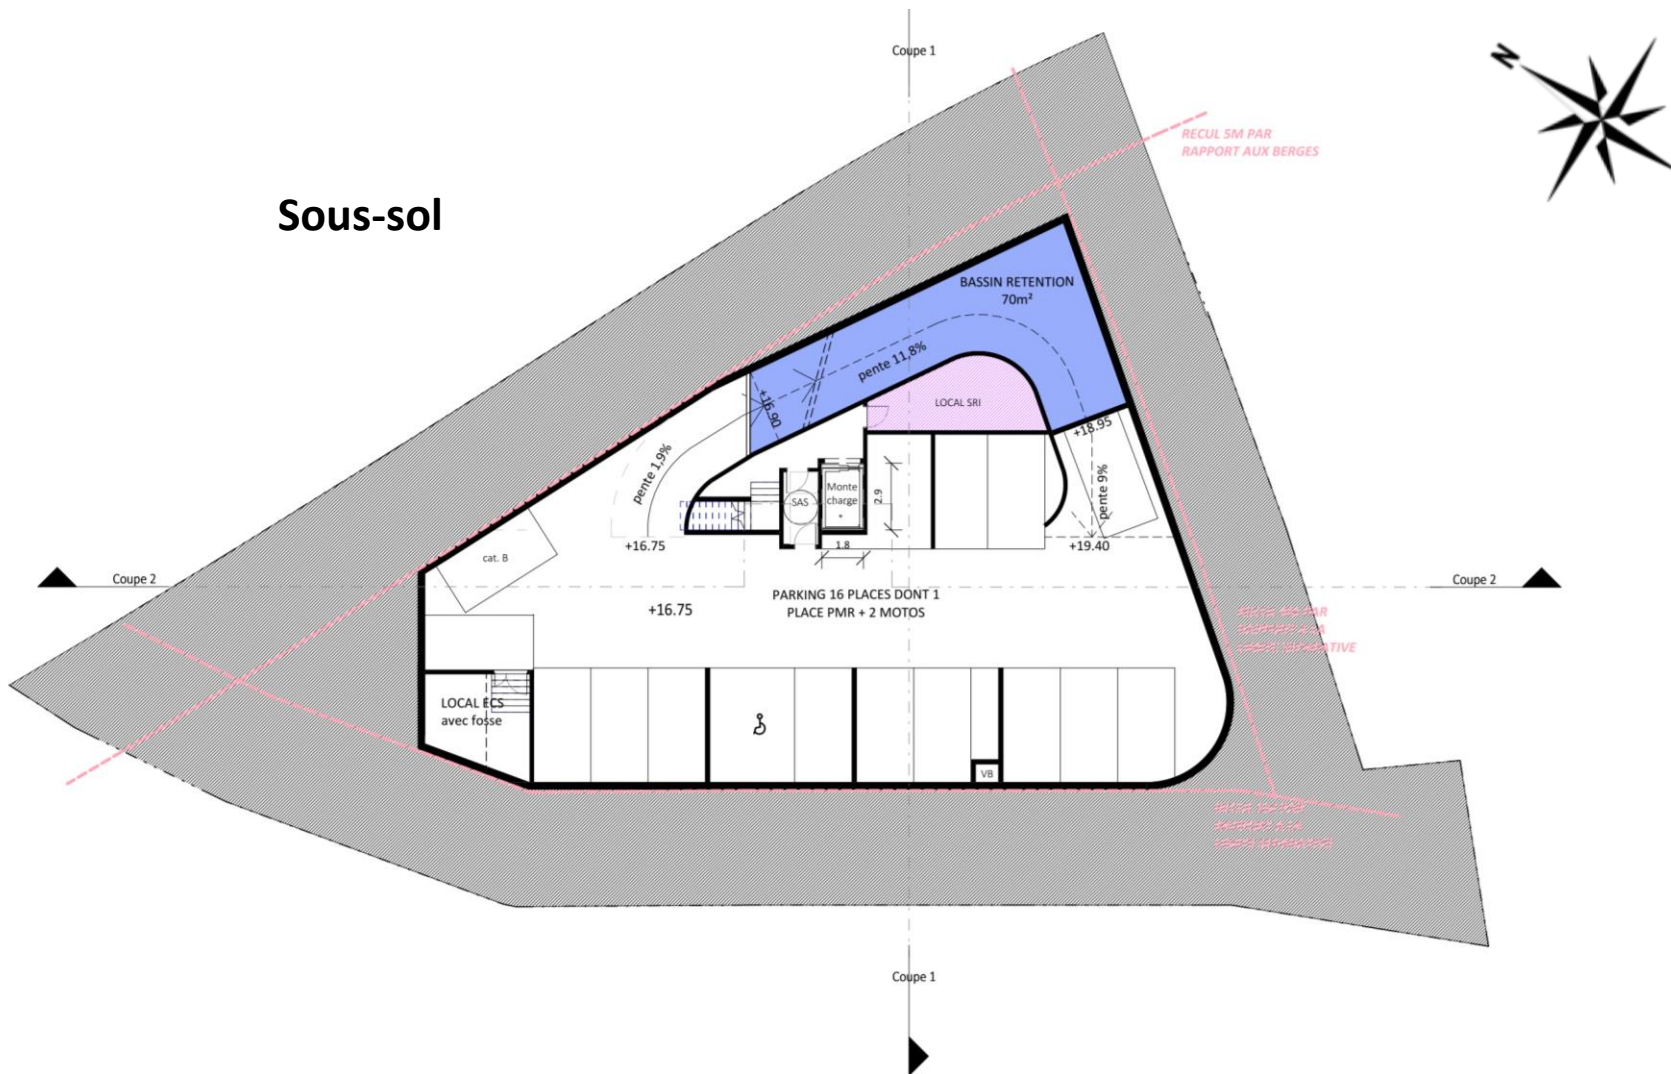 Coupe 1
N
RECUL 5M PAR
RAPPORT AUX BERGES
Sous-sol
BASSIN RETENTION
70m²
pente 11,8%
+16.90
LOCAL SRI
+18.95
pente 1,9%
pente 9%
SAS
Monte
charge
2.9
+16.75
1.8
+19.40
cat. B
Coupe 2
Coupe 2
+16.75
PARKING 16 PLACES DONT 1
PLACE PMR + 2 MOTOS
PAR
LOCAL ECS
avec fosse
VB
Coupe 1